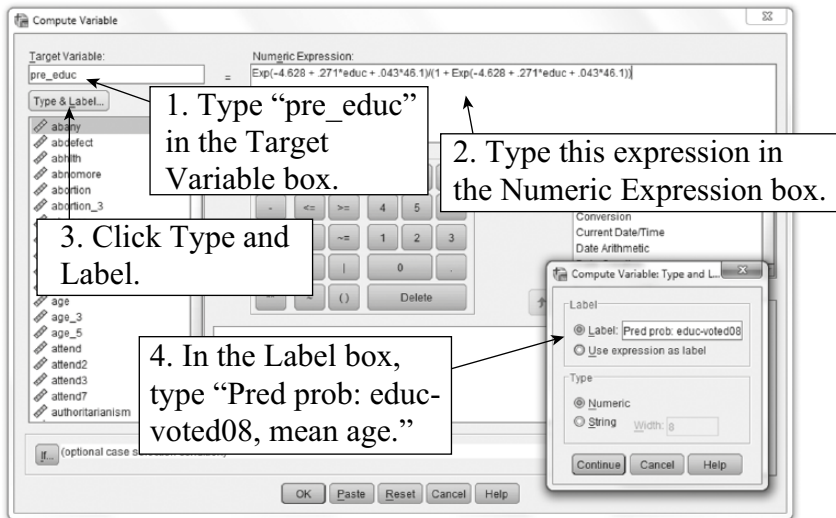 Compute Variable
Target Variable:
Numeric Expression:
pre_educ
=
Exp(-4.628 + .271*educ + .043*46.1)/(1 + Exp(-4.628 + .271*educ + .043*46.1))
Type & Label...
1. Type “pre_educ”
in the Target
Variable box.
2. Type this expression in
the Numeric Expression box.
abany
abdefect
abhlth
abnomore
abortion
abortion_3
3. Click Type and
Label.
age
age_3
age_5
attend
attend2
attend3
attend7
authoritarianism
- <= >= 4 5
~= 1 2 3
| 0 .
** ~ ( ) Delete
Conversion
Current Date/Time
Date Arithmetic
4. In the Label box,
type “Pred prob: educ-
voted08, mean age.”
Compute Variable: Type and L...
Label
Label: Pred prob: educ-voted08
Use expression as label
Type
Numeric
String Width: 8
Continue Cancel Help
If... (optional case selection condition)
OK Paste Reset Cancel Help